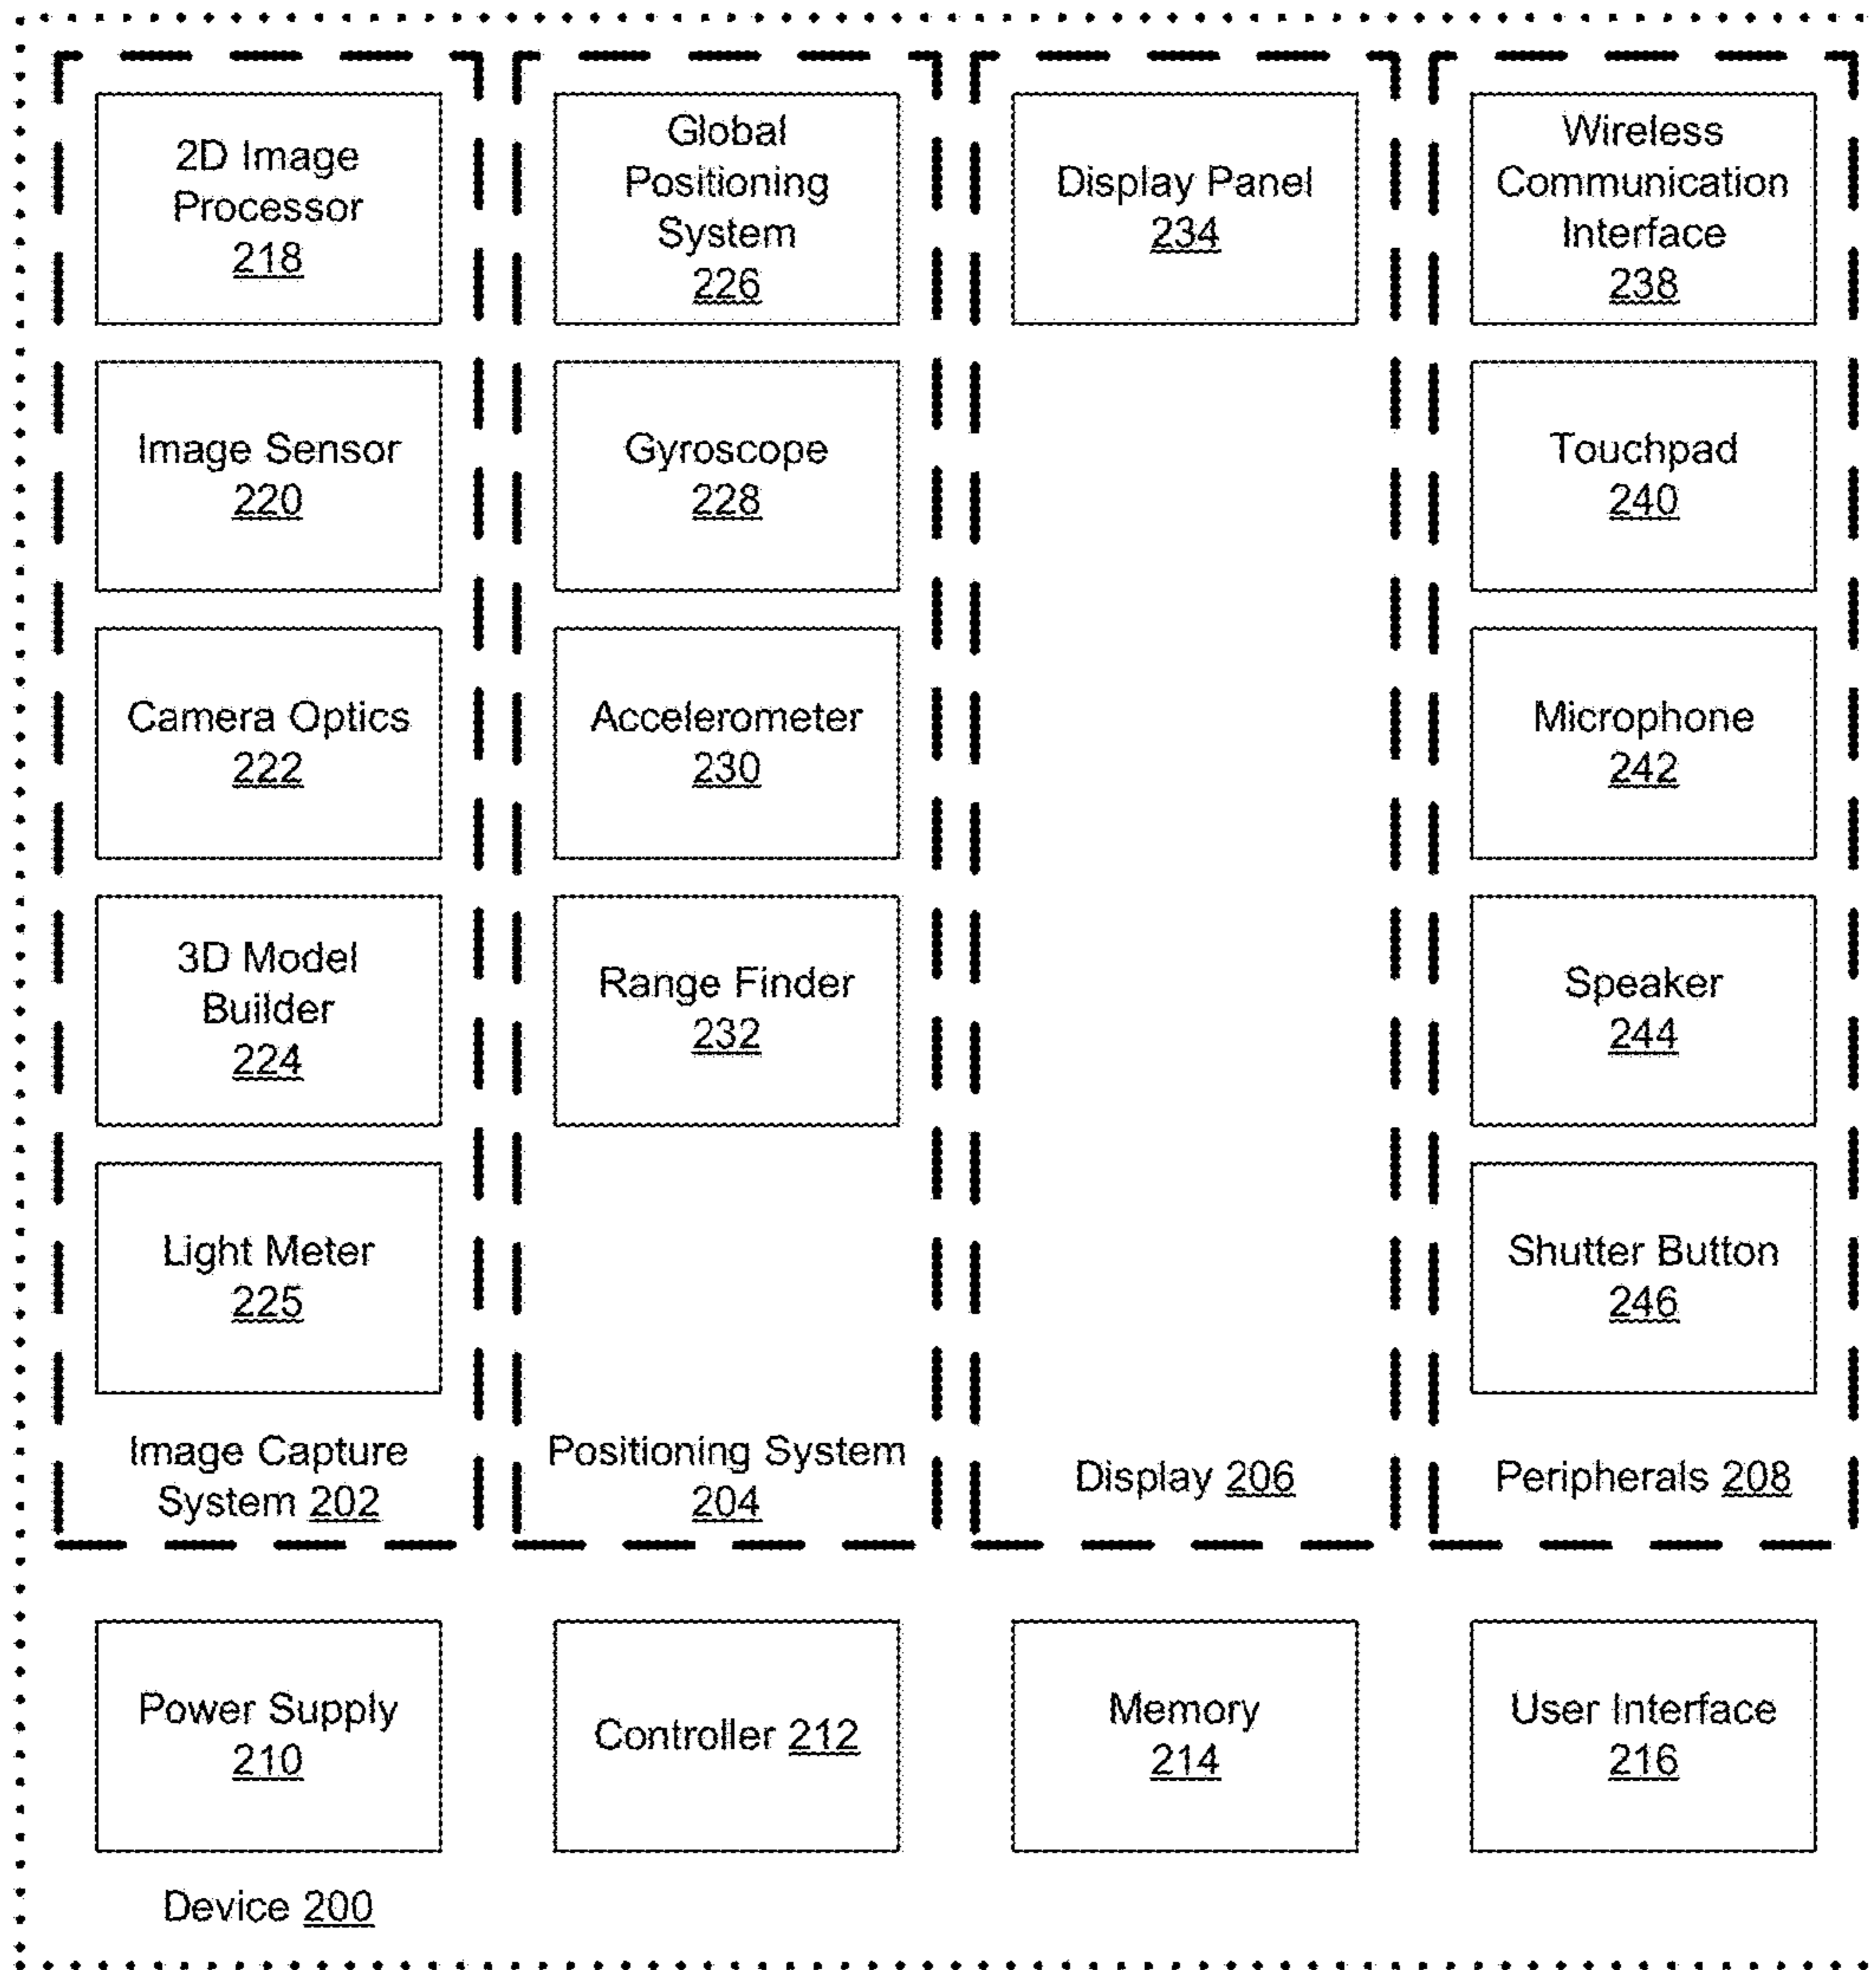 2D Image
Processor
218
Image Sensor
220
Camera Optics
222
3D Model
Builder
224
Light Meter
225
Image Capture
System 202
Global
Positioning
System
226
Gyroscope
228
Accelerometer
230
Range Finder
232
Positioning System
204
Display Panel
234
Display 206
Wireless
Communication
Interface
238
Touchpad
240
Microphone
242
Speaker
244
Shutter Button
246
Peripherals 208
Power Supply
210
Controller 212
Memory
214
User Interface
216
Device 200